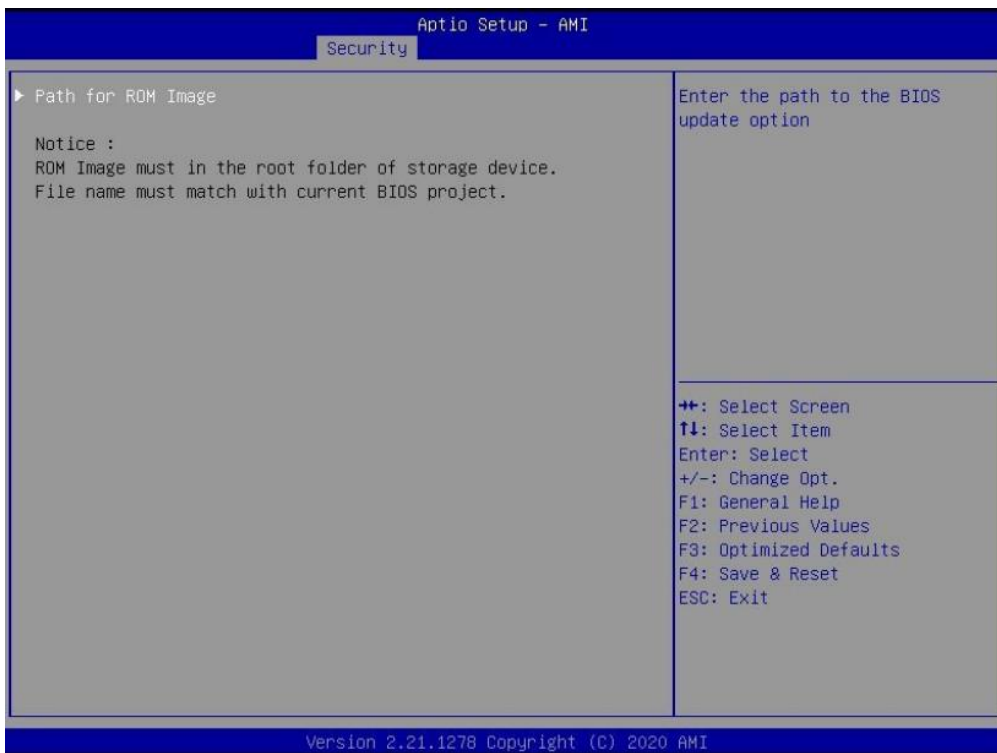 Aptio Setup – AMI
Security
Path for ROM Image
Notice :
ROM Image must in the root folder of storage device.
File name must match with current BIOS project.
Enter the path to the BIOS
update option
→←: Select Screen
↑↓: Select Item
Enter: Select
+/-: Change Opt.
F1: General Help
F2: Previous Values
F3: Optimized Defaults
F4: Save & Reset
ESC: Exit
Version 2.21.1278 Copyright (C) 2020 AMI